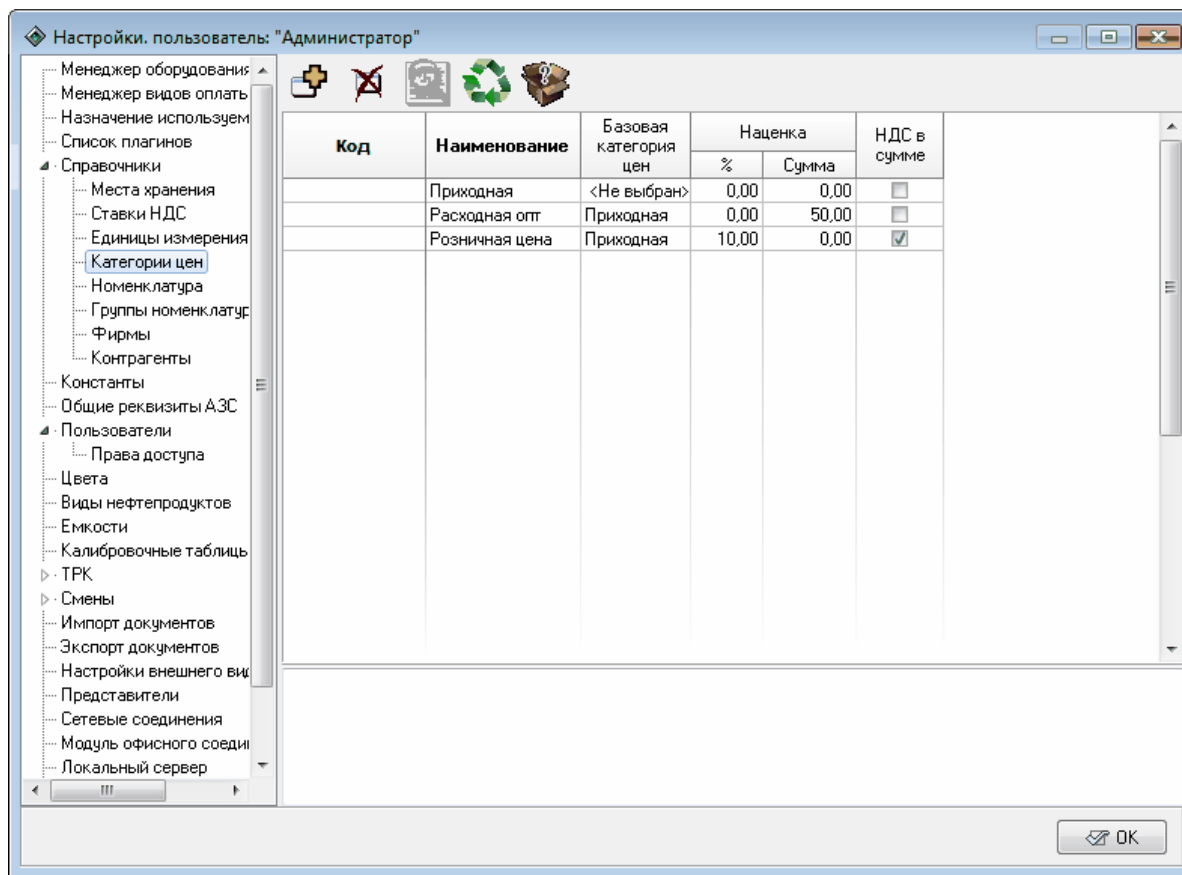 Настройки. пользователь: "Администратор"
Менеджер оборудования
Менеджер видов оплаты
Назначение используем
Список плагинов
Справочники
Места хранения
Ставки НДС
Единицы измерения
Категории цен
Номенклатура
Группы номенклатур
Фирмы
Контрагенты
Константы
Общие реквизиты АЗС
Пользователи
Права доступа
Цвета
Виды нефтепродуктов
Емкости
Калибровочные таблицы
ТРК
Смены
Импорт документов
Экспорт документов
Настройки внешнего вид
Представители
Сетевые соединения
Модуль офисного соеди
Локальный сервер
Код Наименование Базовая категория цен Наценка % Сумма НДС в сумме
Приходная <Не выбран> 0,00 0,00
Расходная опт Приходная 0,00 50,00
Розничная цена Приходная 10,00 0,00
OK